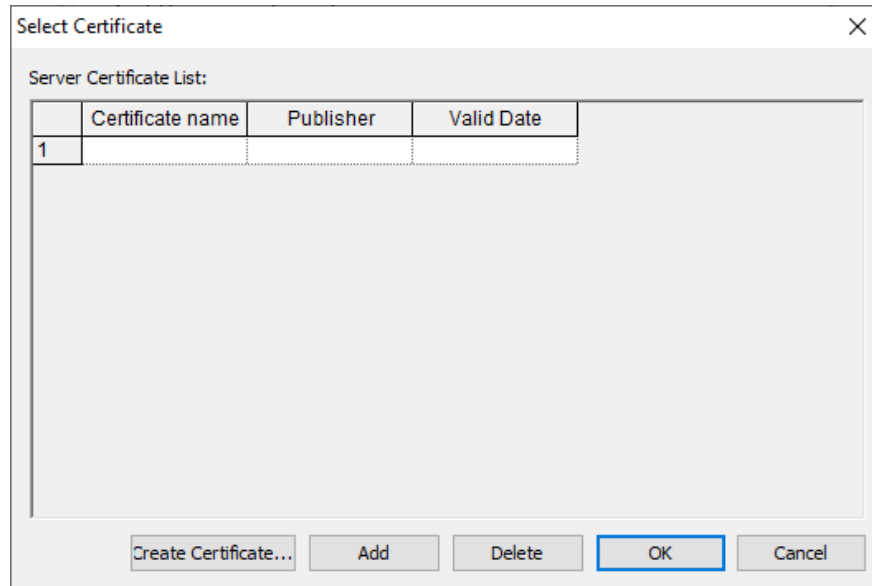 Select Certificate
Server Certificate List:
Certificate name Publisher Valid Date
1
Create Certificate... Add Delete OK Cancel